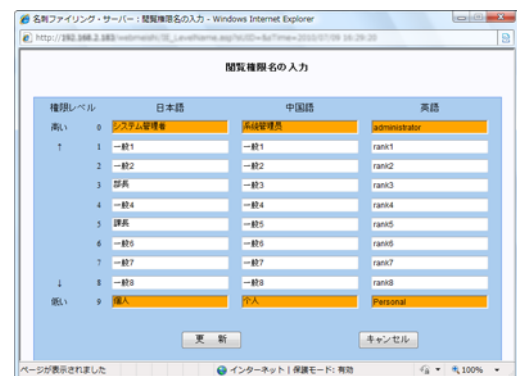 名刺ファイリング・サーバー：閲覧権限名の入力 - Windows Internet Explorer
閲覧権限名の入力
権限レベル 日本語 中国語 英語
高い 0 システム管理者 系统管理员 administrator
↑ 1 一般1 一般1 rank1
2 一般2 一般2 rank2
3 部長 一般3 rank3
4 一般4 一般4 rank4
5 課長 一般5 rank5
6 一般6 一般6 rank6
7 一般7 一般7 rank7
↓ 8 一般8 一般8 rank8
低い 9 個人 个人 Personal
更 新 キャンセル
ページが表示されました インターネット | 保護モード: 有効 100%